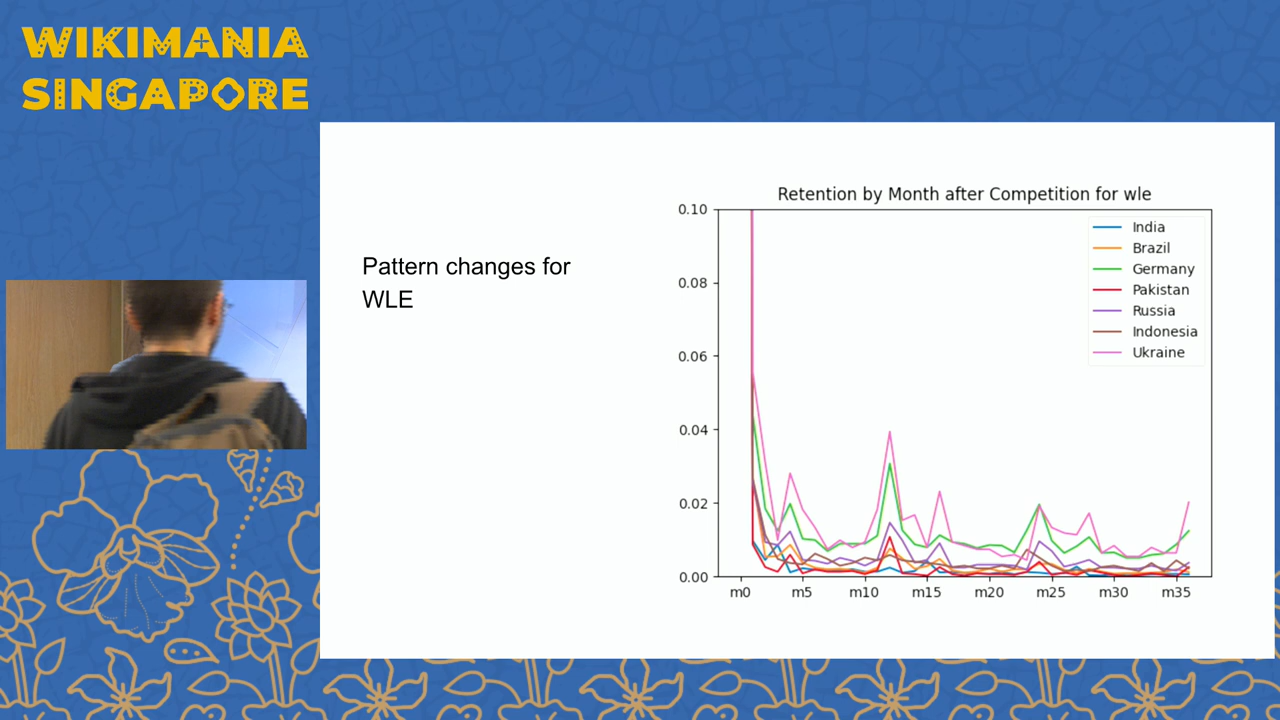 WIKIMANIA
SINGAPORE
Pattern changes for
WLE
Retention by Month after Competition for wle
0.10
0.08
0.06
0.04
0.02
0.00
India
Brazil
Germany
Pakistan
Russia
Indonesia
Ukraine
m0 m5 m10 m15 m20 m25 m30 m35